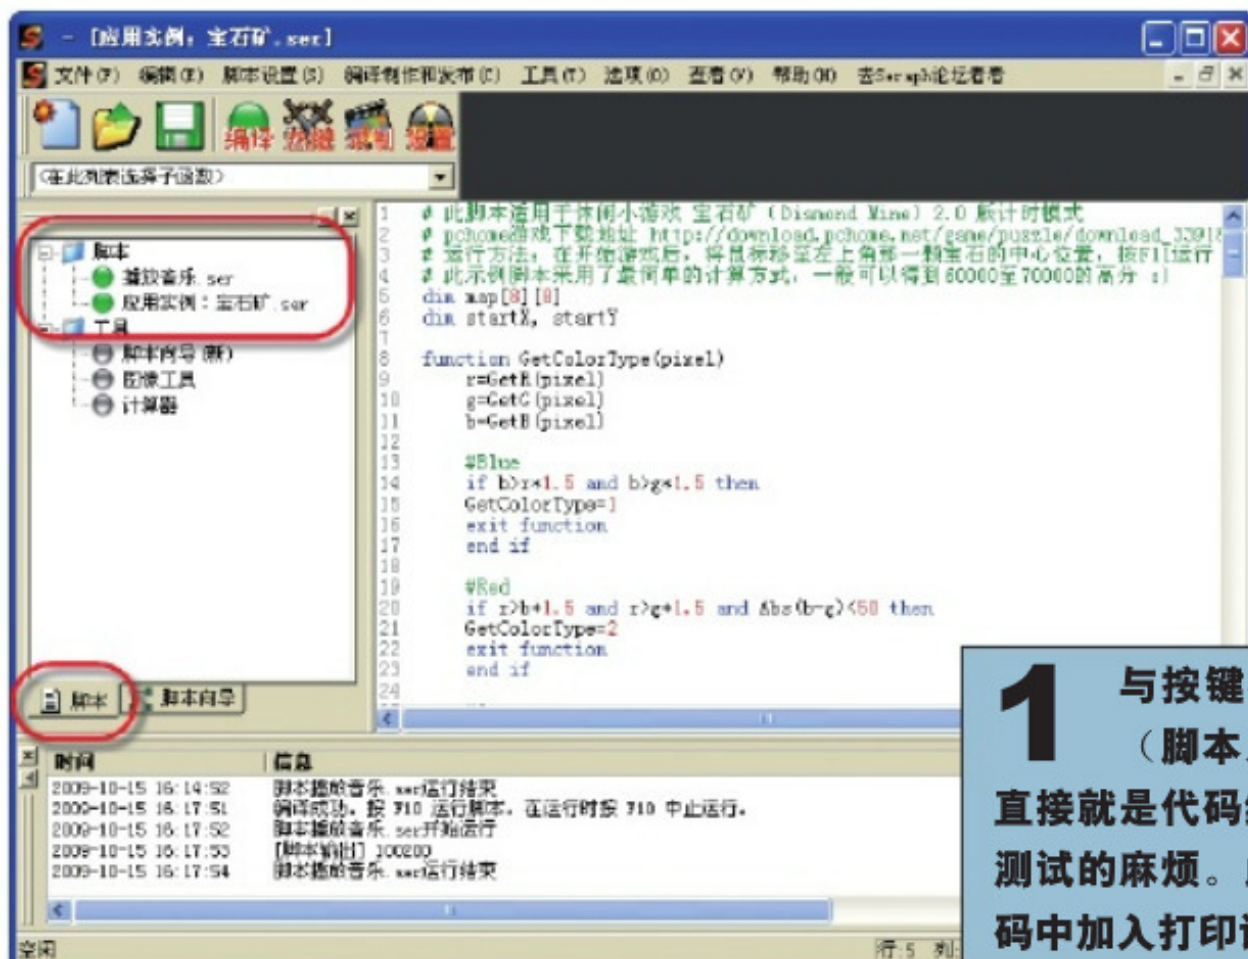 - [应用实例：宝石矿.ser]
文件(F) 编辑(E) 脚本设置(S) 编译制作和发布(C) 工具(T) 选项(O) 查看(V) 帮助(H) 去Seraph论坛看看
编译 热键 录制 设置
(在此列表选择子函数)
脚本
播放音乐.ser
应用实例：宝石矿.ser
工具
脚本向导(新)
图像工具
计算器
脚本 脚本向导
1 # 此脚本适用于休闲小游戏 宝石矿 (Diamond Mine) 2.0 版计时模式
2 # pchome游戏下载地址 http://download.pchome.net/game/puzzle/download_33918
3 # 运行方法：在开始游戏后，将鼠标移至左上角那一颗宝石的中心位置，按F11运行
4 # 此示例脚本采用了最简单的计算方式，一般可以得到60000至70000的高分 :)
5 dim map[8][8]
6 dim startX, startY
7
8 function GetColorType(pixel)
9 r=GetR(pixel)
10 g=GetG(pixel)
11 b=GetB(pixel)
12
13 #Blue
14 if b>r*1.5 and b>g*1.5 then
15 GetColorType=1
16 exit function
17 end if
18
19 #Red
20 if r>b*1.5 and r>g*1.5 and Abs(b-g)<50 then
21 GetColorType=2
22 exit function
23 end if
24
时间 信息
2009-10-15 16:14:52 脚本播放音乐.ser运行结束
2009-10-15 16:17:51 编译成功。按 F10 运行脚本，在运行时按 F10 中止运行。
2009-10-15 16:17:52 脚本播放音乐.ser开始运行
2009-10-15 16:17:53 [脚本输出] 100200
2009-10-15 16:17:54 脚本播放音乐.ser运行结束
空闲 行:5 列:
1 与按键
（脚本
直接就是代码
测试的麻烦。
码中加入打印